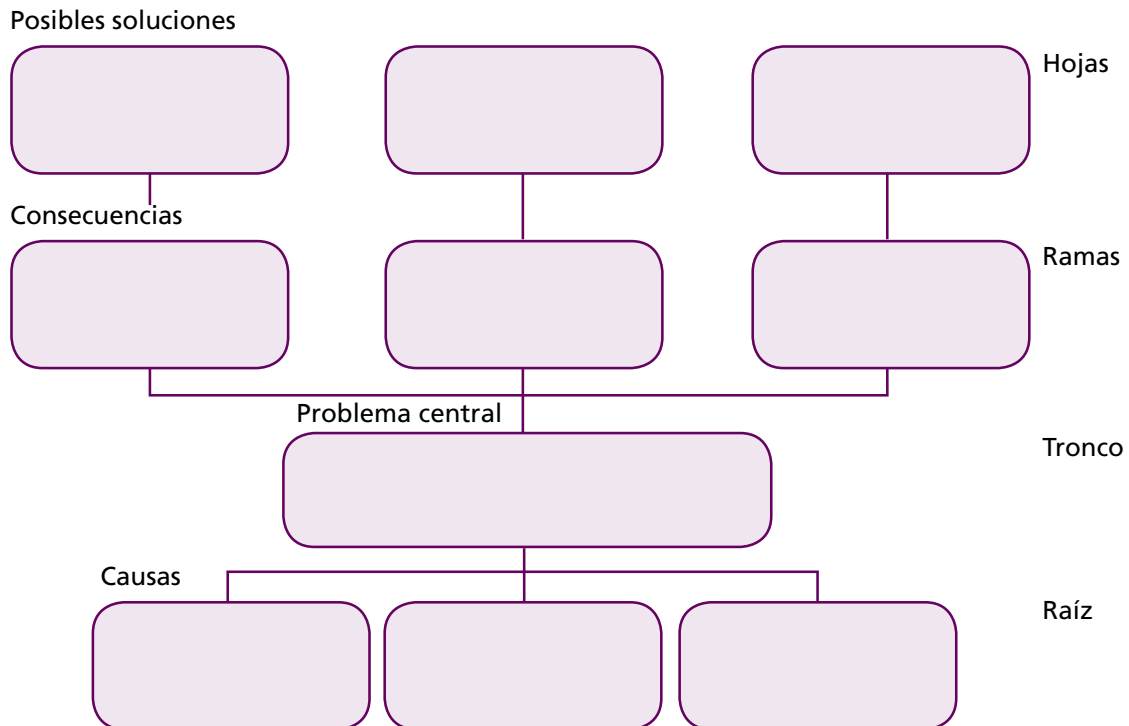 Posibles soluciones
Hojas
Consecuencias
Ramas
Problema central
Tronco
Causas
Raíz